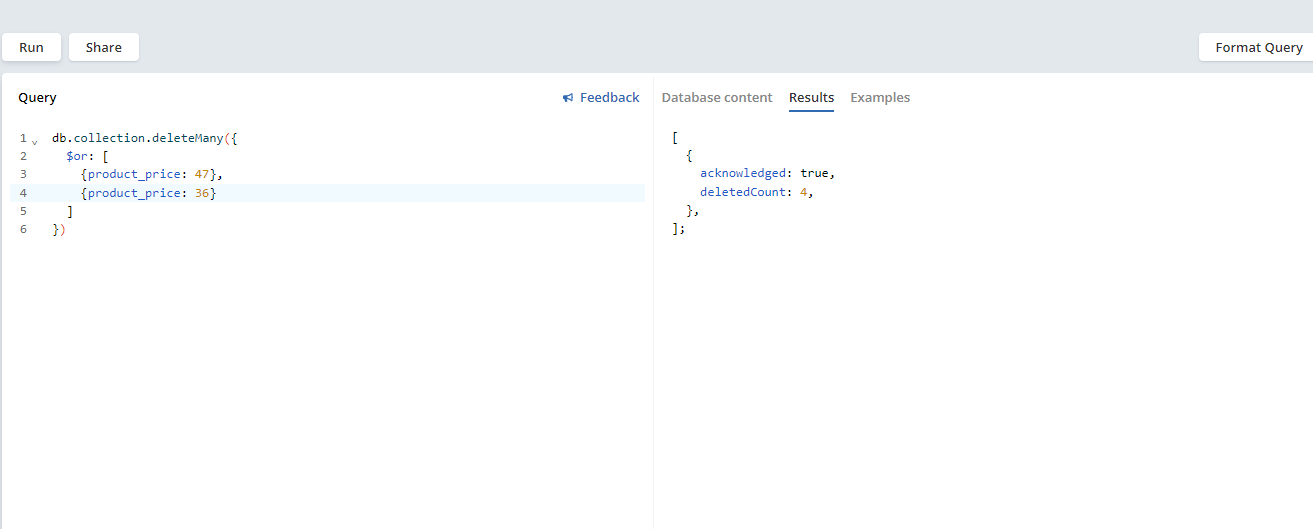 Run Share Format Query
Query Feedback Database content Results Examples
1 db.collection.deleteMany({
2 $or: [
3 {product_price: 47},
4 {product_price: 36}
5 ]
6 })
[
{
acknowledged: true,
deletedCount: 4,
},
];